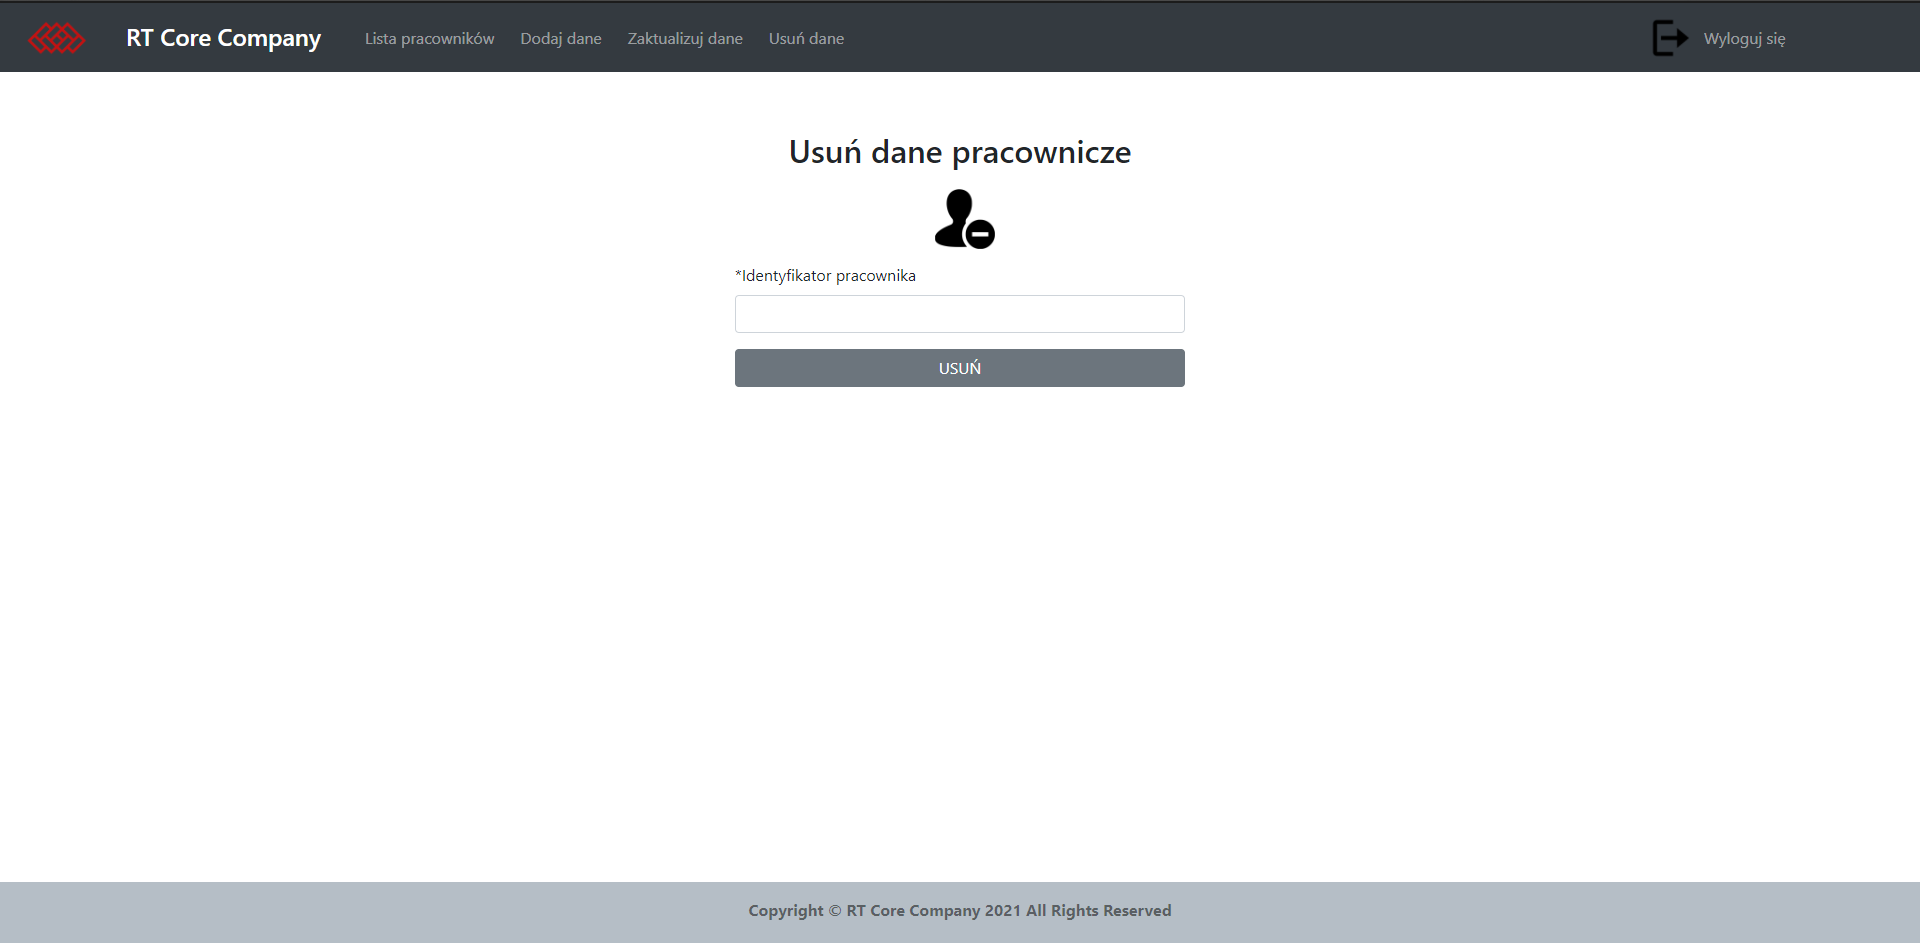 RT Core Company
Lista pracowników
Dodaj dane
Zaktualizuj dane
Usuń dane
Wyloguj się
Usuń dane pracownicze
*Identyfikator pracownika
USUŃ
Copyright © RT Core Company 2021 All Rights Reserved